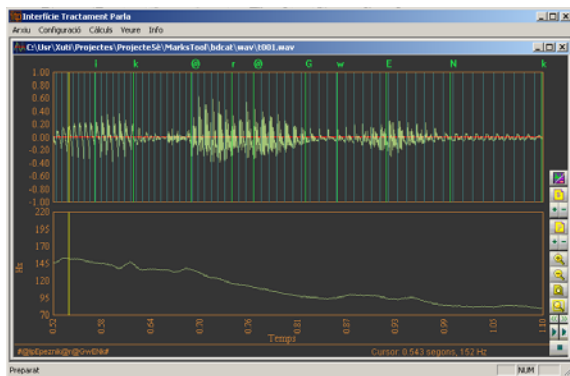 Interfície Tractament Parla
Arxiu Configuració Càlculs Veure Info
C:\Usr\Xuti\Projectes\Projecte5è\MarksTool\bdcat\wav\t001.wav
i k @ r @ G w E N k
1.00
0.80
0.60
0.40
0.20
0.00
-0.20
-0.40
-0.60
-0.80
-1.00
220
195
170
145
120
95
70
Hz
0.52 0.58 0.64 0.70 0.76 0.81 0.87 0.93 0.99 1.05 1.10
Temps
Cursor: 0.543 segons, 152 Hz
Preparat NUM